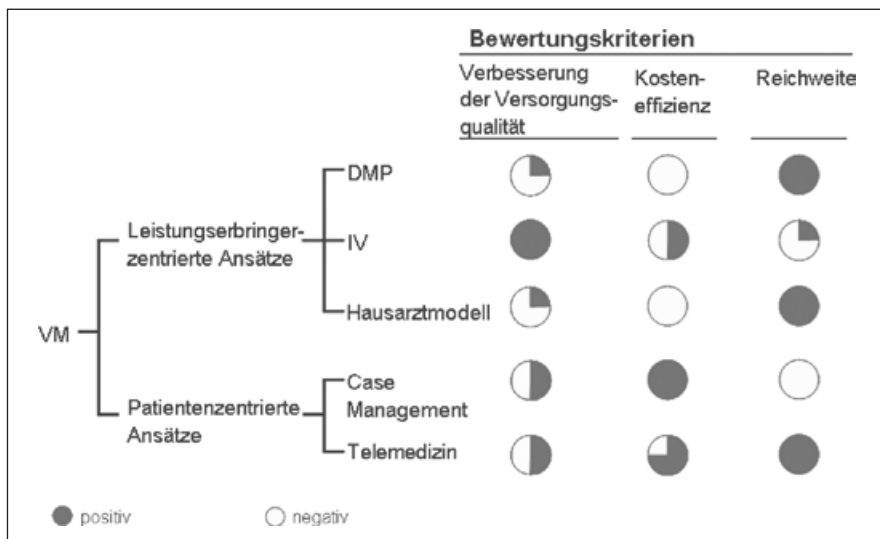 Bewertungskriterien
Verbesserung
der Versorgungs-
qualität
Kosten-
effizienz
Reichweite
VM
Leistungserbringer-
zentrierte Ansätze
DMP
IV
Hausarztmodell
Patientenzentrierte
Ansätze
Case
Management
Telemedizin
positiv
negativ